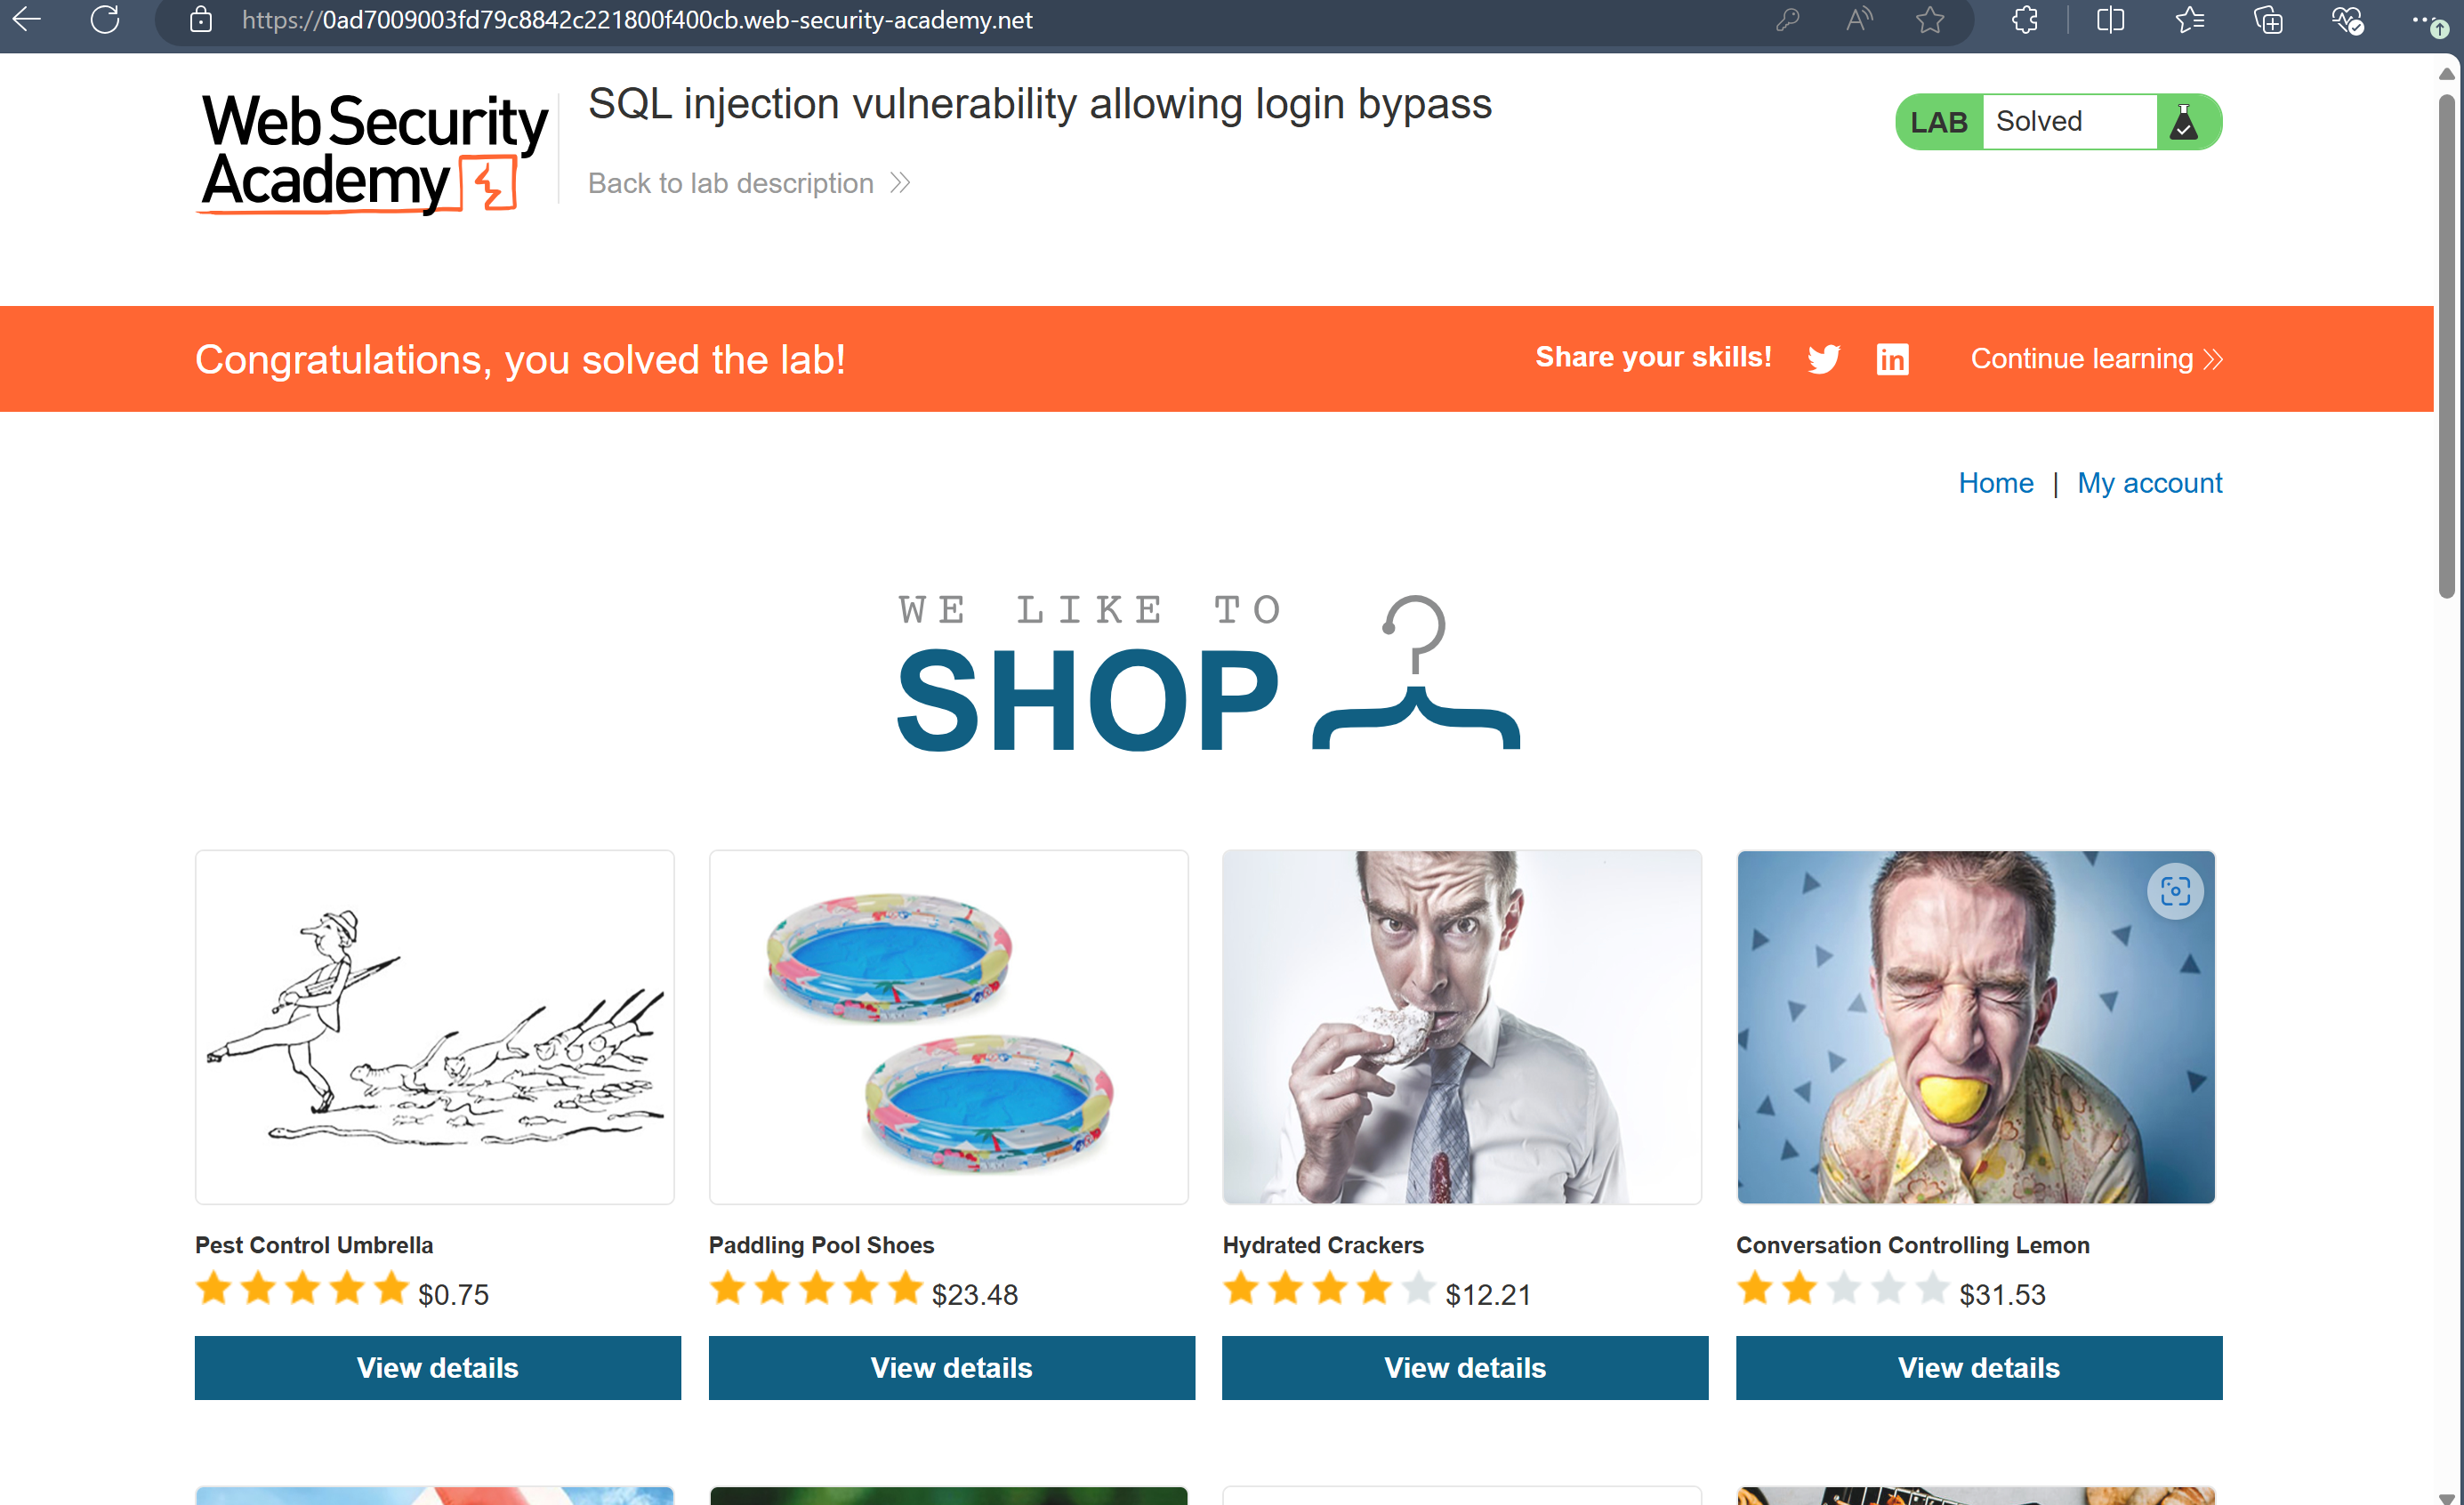 https://0ad7009003fd79c8842c221800f400cb.web-security-academy.net
Web Security
Academy
SQL injection vulnerability allowing login bypass
Back to lab description
LAB Solved
Congratulations, you solved the lab!
Share your skills!
in
Continue learning
Home | My account
WE LIKE TO
SHOP
Pest Control Umbrella
$0.75
View details
Paddling Pool Shoes
$23.48
View details
Hydrated Crackers
$12.21
View details
Conversation Controlling Lemon
$31.53
View details